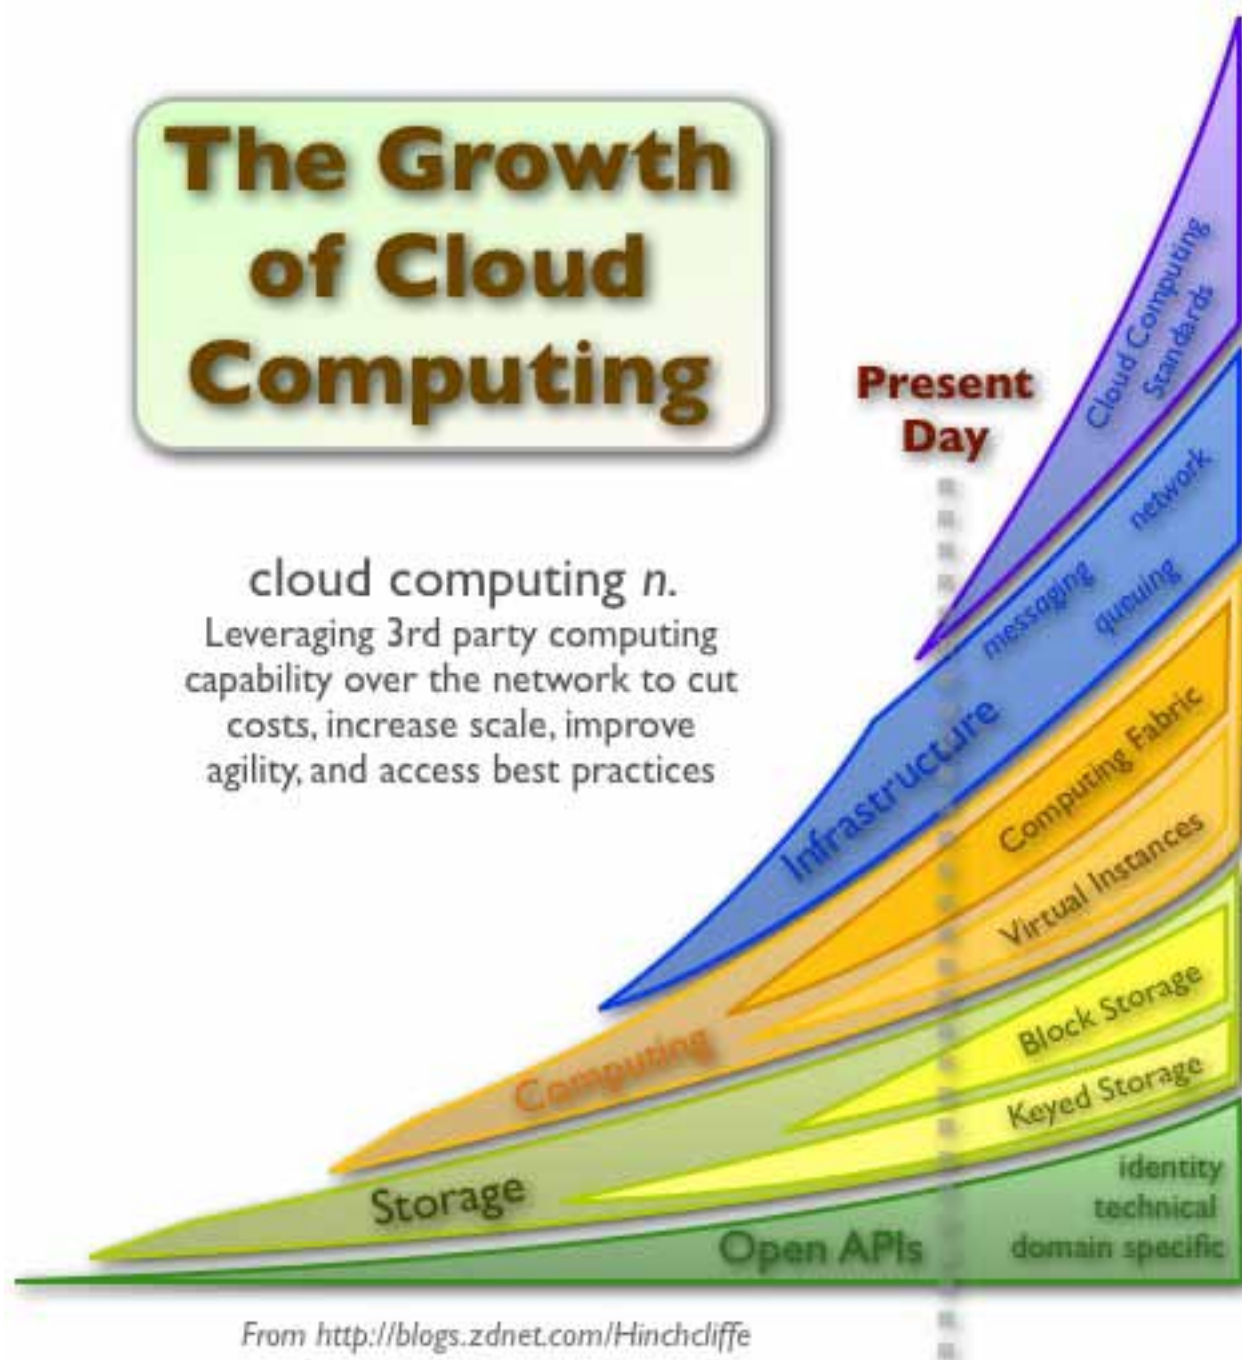 The Growth
of Cloud
Computing
cloud computing n.
Leveraging 3rd party computing
capability over the network to cut
costs, increase scale, improve
agility, and access best practices
Present
Day
Cloud Computing
Standards
network
messaging
queuing
Infrastructure
Computing Fabric
Virtual Instances
Computing
Block Storage
Keyed Storage
Storage
identity
technical
domain specific
Open APIs
From http://blogs.zdnet.com/Hinchcliffe